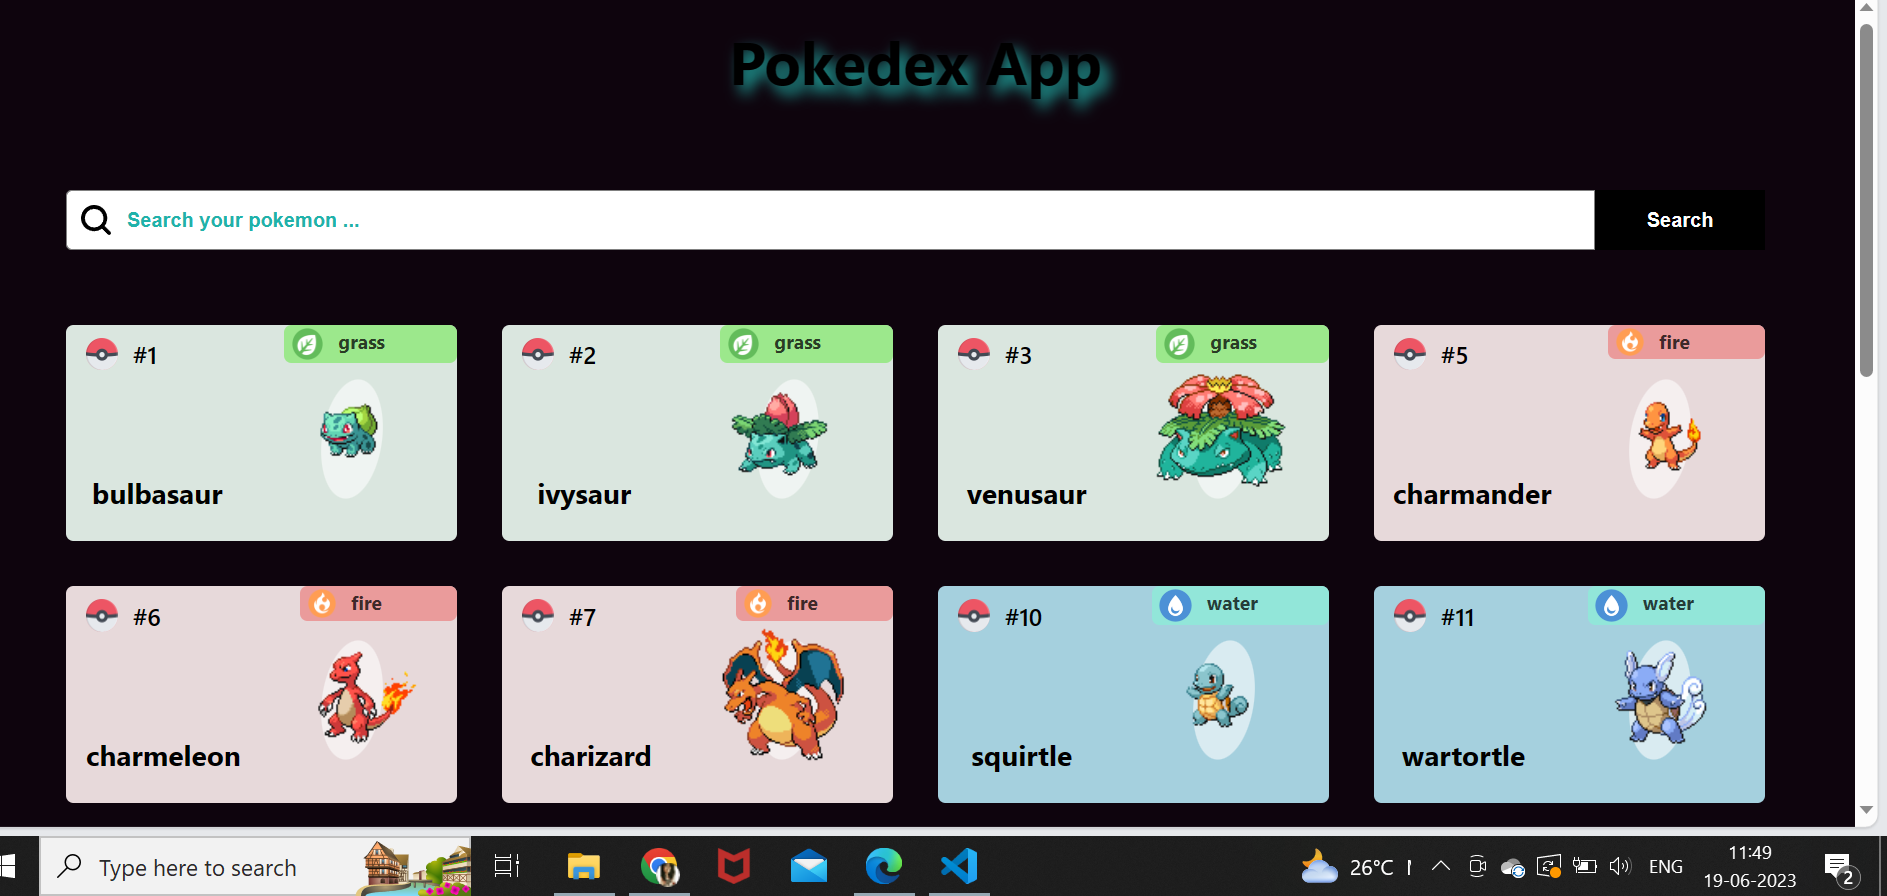 Pokedex App
Search your pokemon ...
Search
#1
grass
bulbasaur
#2
grass
ivysaur
#3
grass
venusaur
#5
fire
charmander
#6
fire
charmeleon
#7
fire
charizard
#10
water
squirtle
#11
water
wartortle
Type here to search
26°C
ENG
11:49
19-06-2023
2